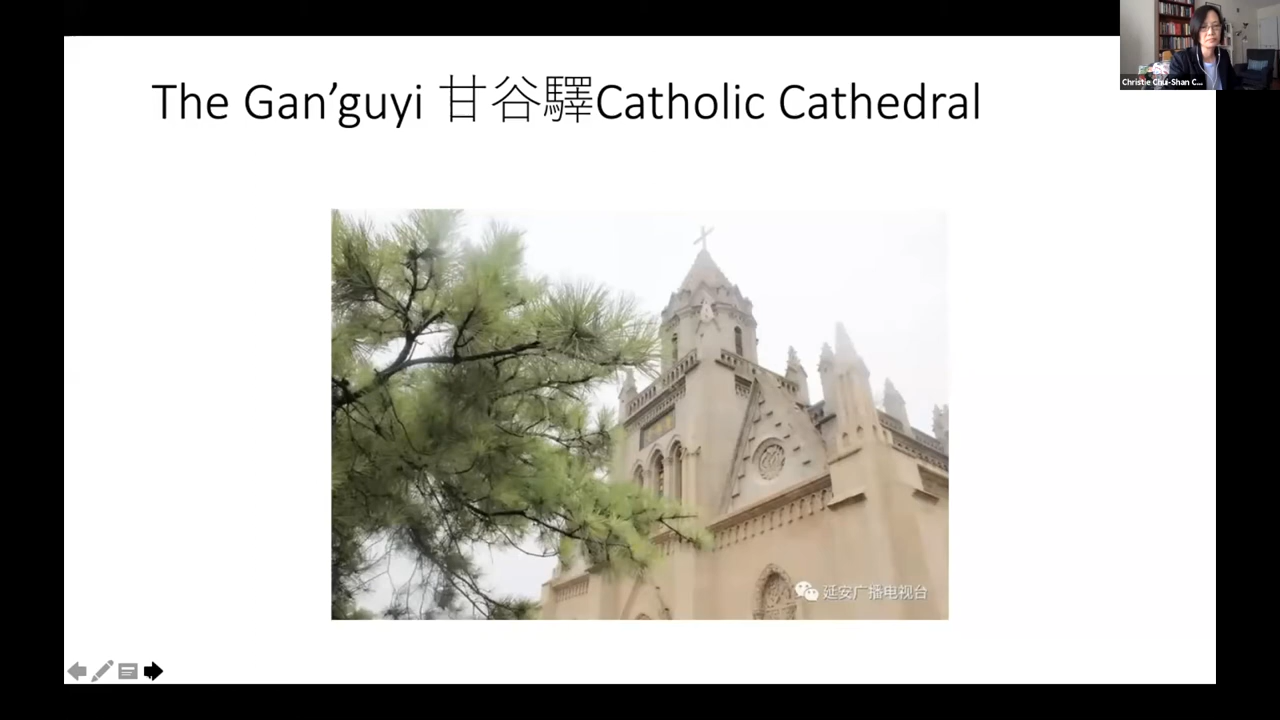 The Gan’guyi 甘谷驛Catholic Cathedral
Christie Chui-Shan C...
延安广播电视台